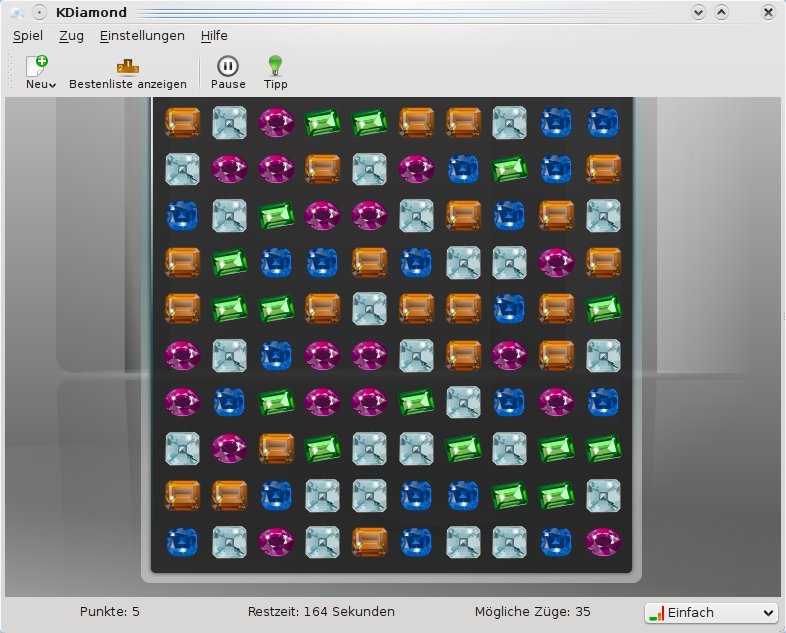 KDiamond
Spiel Zug Einstellungen Hilfe
Neu Bestenliste anzeigen Pause Tipp
Punkte: 5 Restzeit: 164 Sekunden Mögliche Züge: 35 Einfach